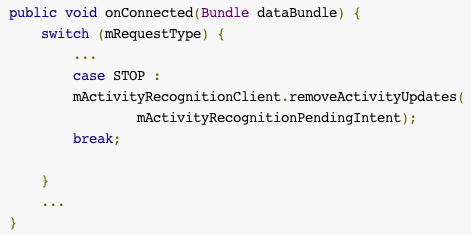 public void onConnected(Bundle dataBundle) {
    switch (mRequestType) {
        ...
        case STOP :
        mActivityRecognitionClient.removeActivityUpdates(
                mActivityRecognitionPendingIntent);
        break;

    }
    ...
}